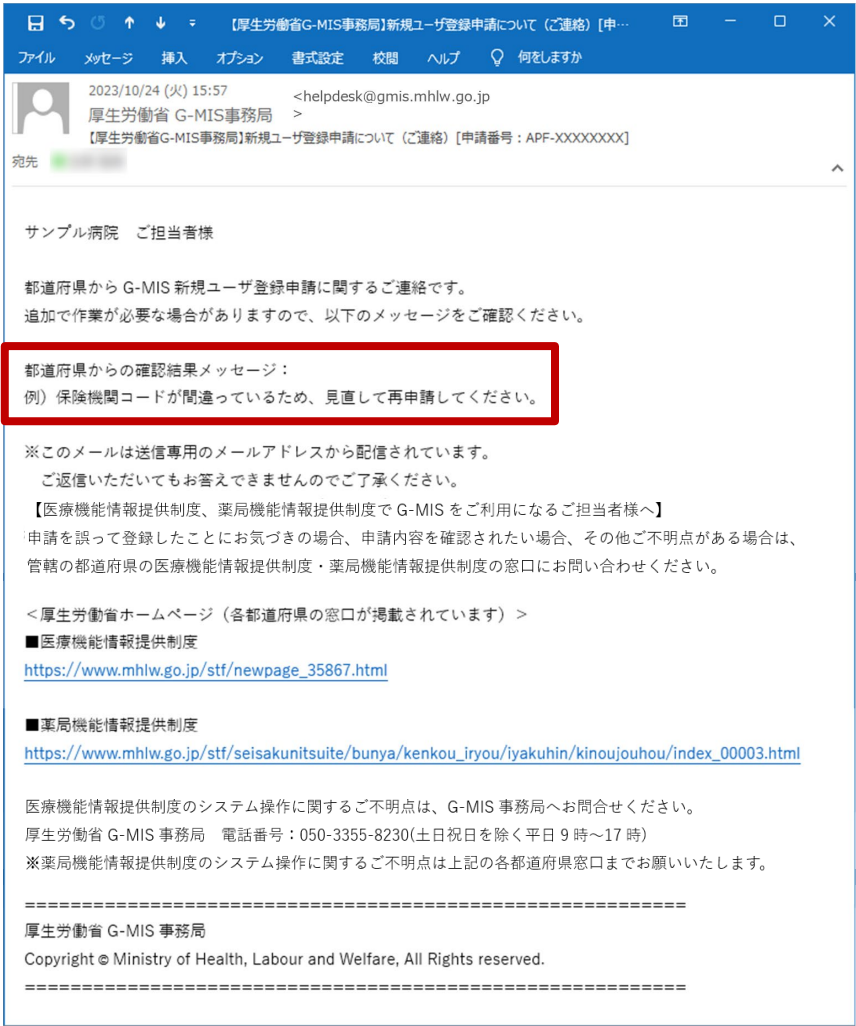 【厚生労働省G-MIS事務局】新規ユーザ登録申請について（ご連絡）[申…
ファイル メッセージ 挿入 オプション 書式設定 校閲 ヘルプ 何をしますか
2023/10/24 (火) 15:57
厚生労働省 G-MIS事務局 <helpdesk@gmis.mhlw.go.jp
>
【厚生労働省G-MIS事務局】新規ユーザ登録申請について（ご連絡）[申請番号：APF-XXXXXXXX]
宛先
サンプル病院　ご担当者様
都道府県から G-MIS 新規ユーザ登録申請に関するご連絡です。
追加で作業が必要な場合がありますので、以下のメッセージをご確認ください。
都道府県からの確認結果メッセージ：
例）保険機関コードが間違っているため、見直して再申請してください。
※このメールは送信専用のメールアドレスから配信されています。
ご返信いただいてもお答えできませんのでご了承ください。
【医療機能情報提供制度、薬局機能情報提供制度で G-MIS をご利用になるご担当者様へ】
申請を誤って登録したことにお気づきの場合、申請内容を確認されたい場合、その他ご不明点がある場合は、
管轄の都道府県の医療機能情報提供制度・薬局機能情報提供制度の窓口にお問い合わせください。
＜厚生労働省ホームページ（各都道府県の窓口が掲載されています）＞
■医療機能情報提供制度
https://www.mhlw.go.jp/stf/newpage_35867.html
■薬局機能情報提供制度
https://www.mhlw.go.jp/stf/seisakunitsuite/bunya/kenkou_iryou/iyakuhin/kinoujouhou/index_00003.html
医療機能情報提供制度のシステム操作に関するご不明点は、G-MIS 事務局へお問合せください。
厚生労働省 G-MIS 事務局　電話番号：050-3355-8230(土日祝日を除く平日 9 時～17 時)
※薬局機能情報提供制度のシステム操作に関するご不明点は上記の各都道府県窓口までお願いいたします。
==========================================================
厚生労働省 G-MIS 事務局
Copyright © Ministry of Health, Labour and Welfare, All Rights reserved.
==========================================================